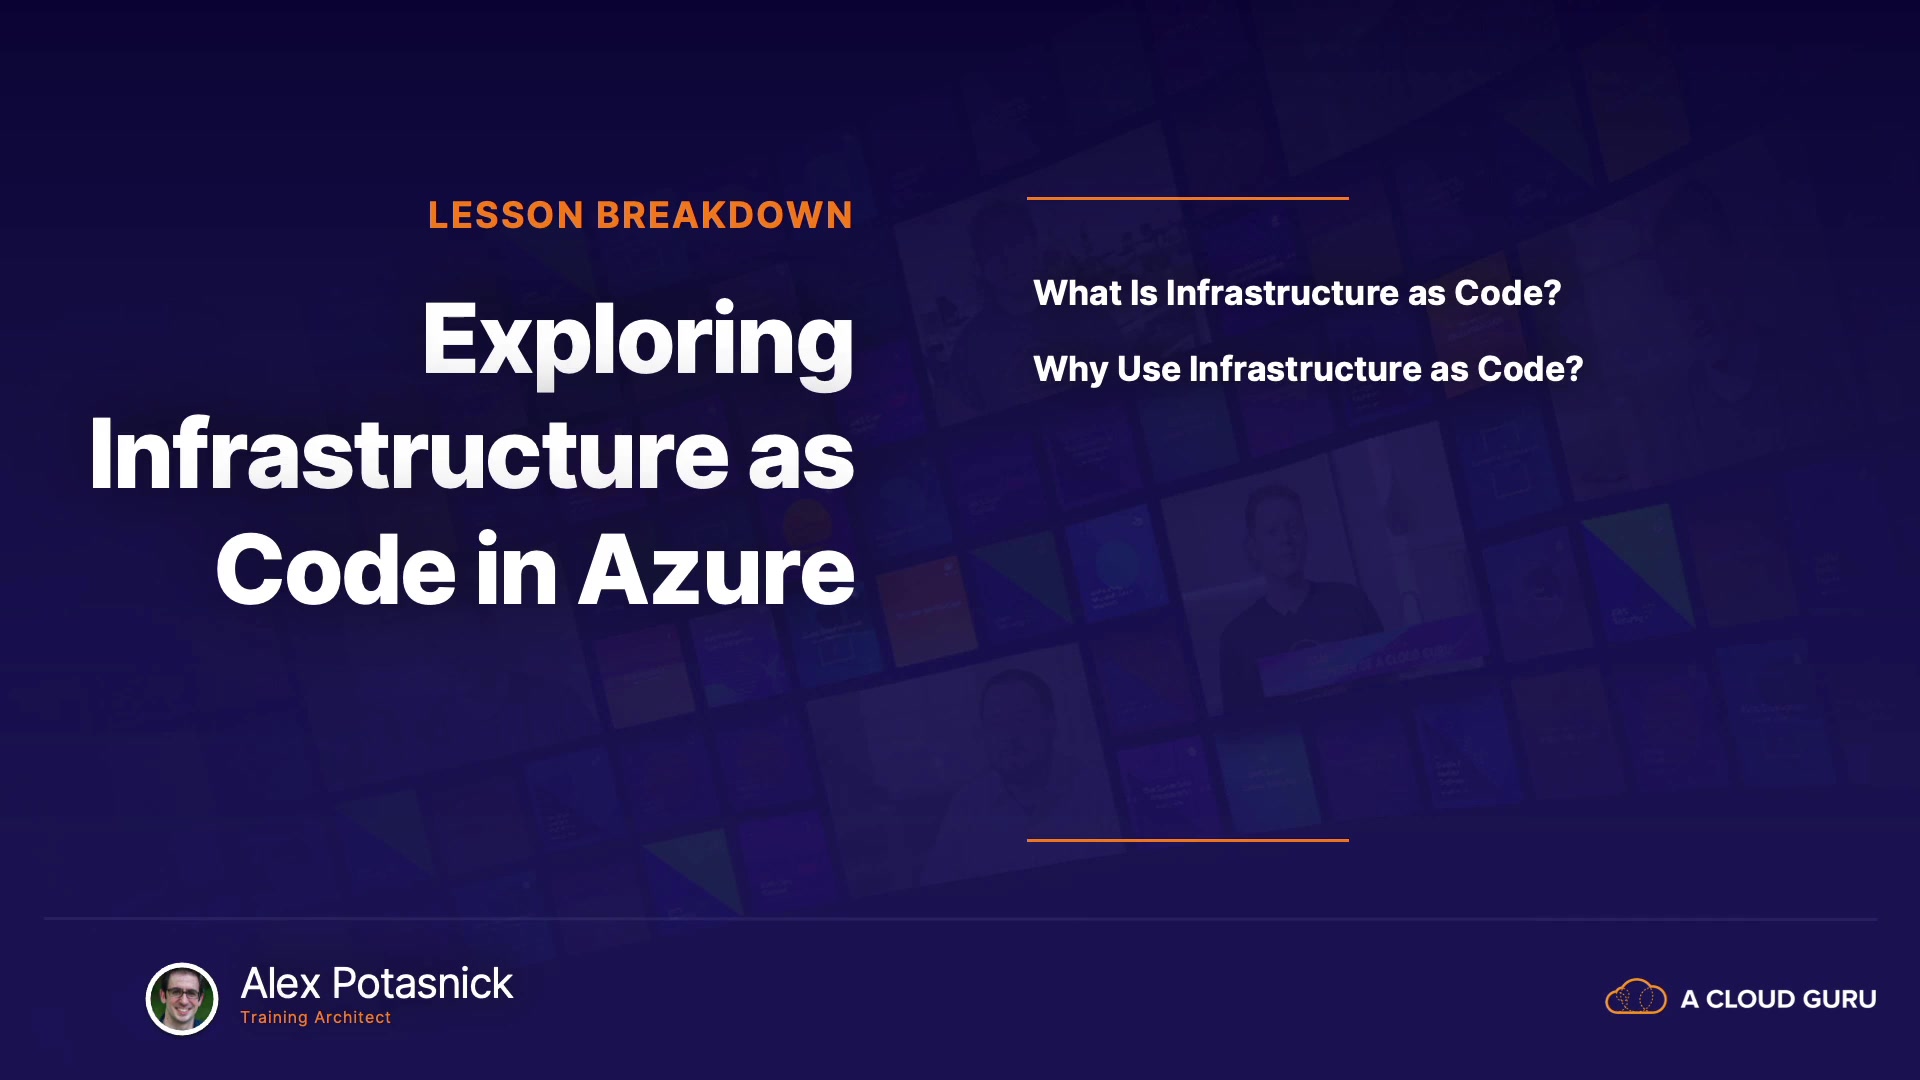 LESSON BREAKDOWN
Exploring
Infrastructure as
Code in Azure
What Is Infrastructure as Code?
Why Use Infrastructure as Code?
Alex Potasnick
Training Architect
A CLOUD GURU